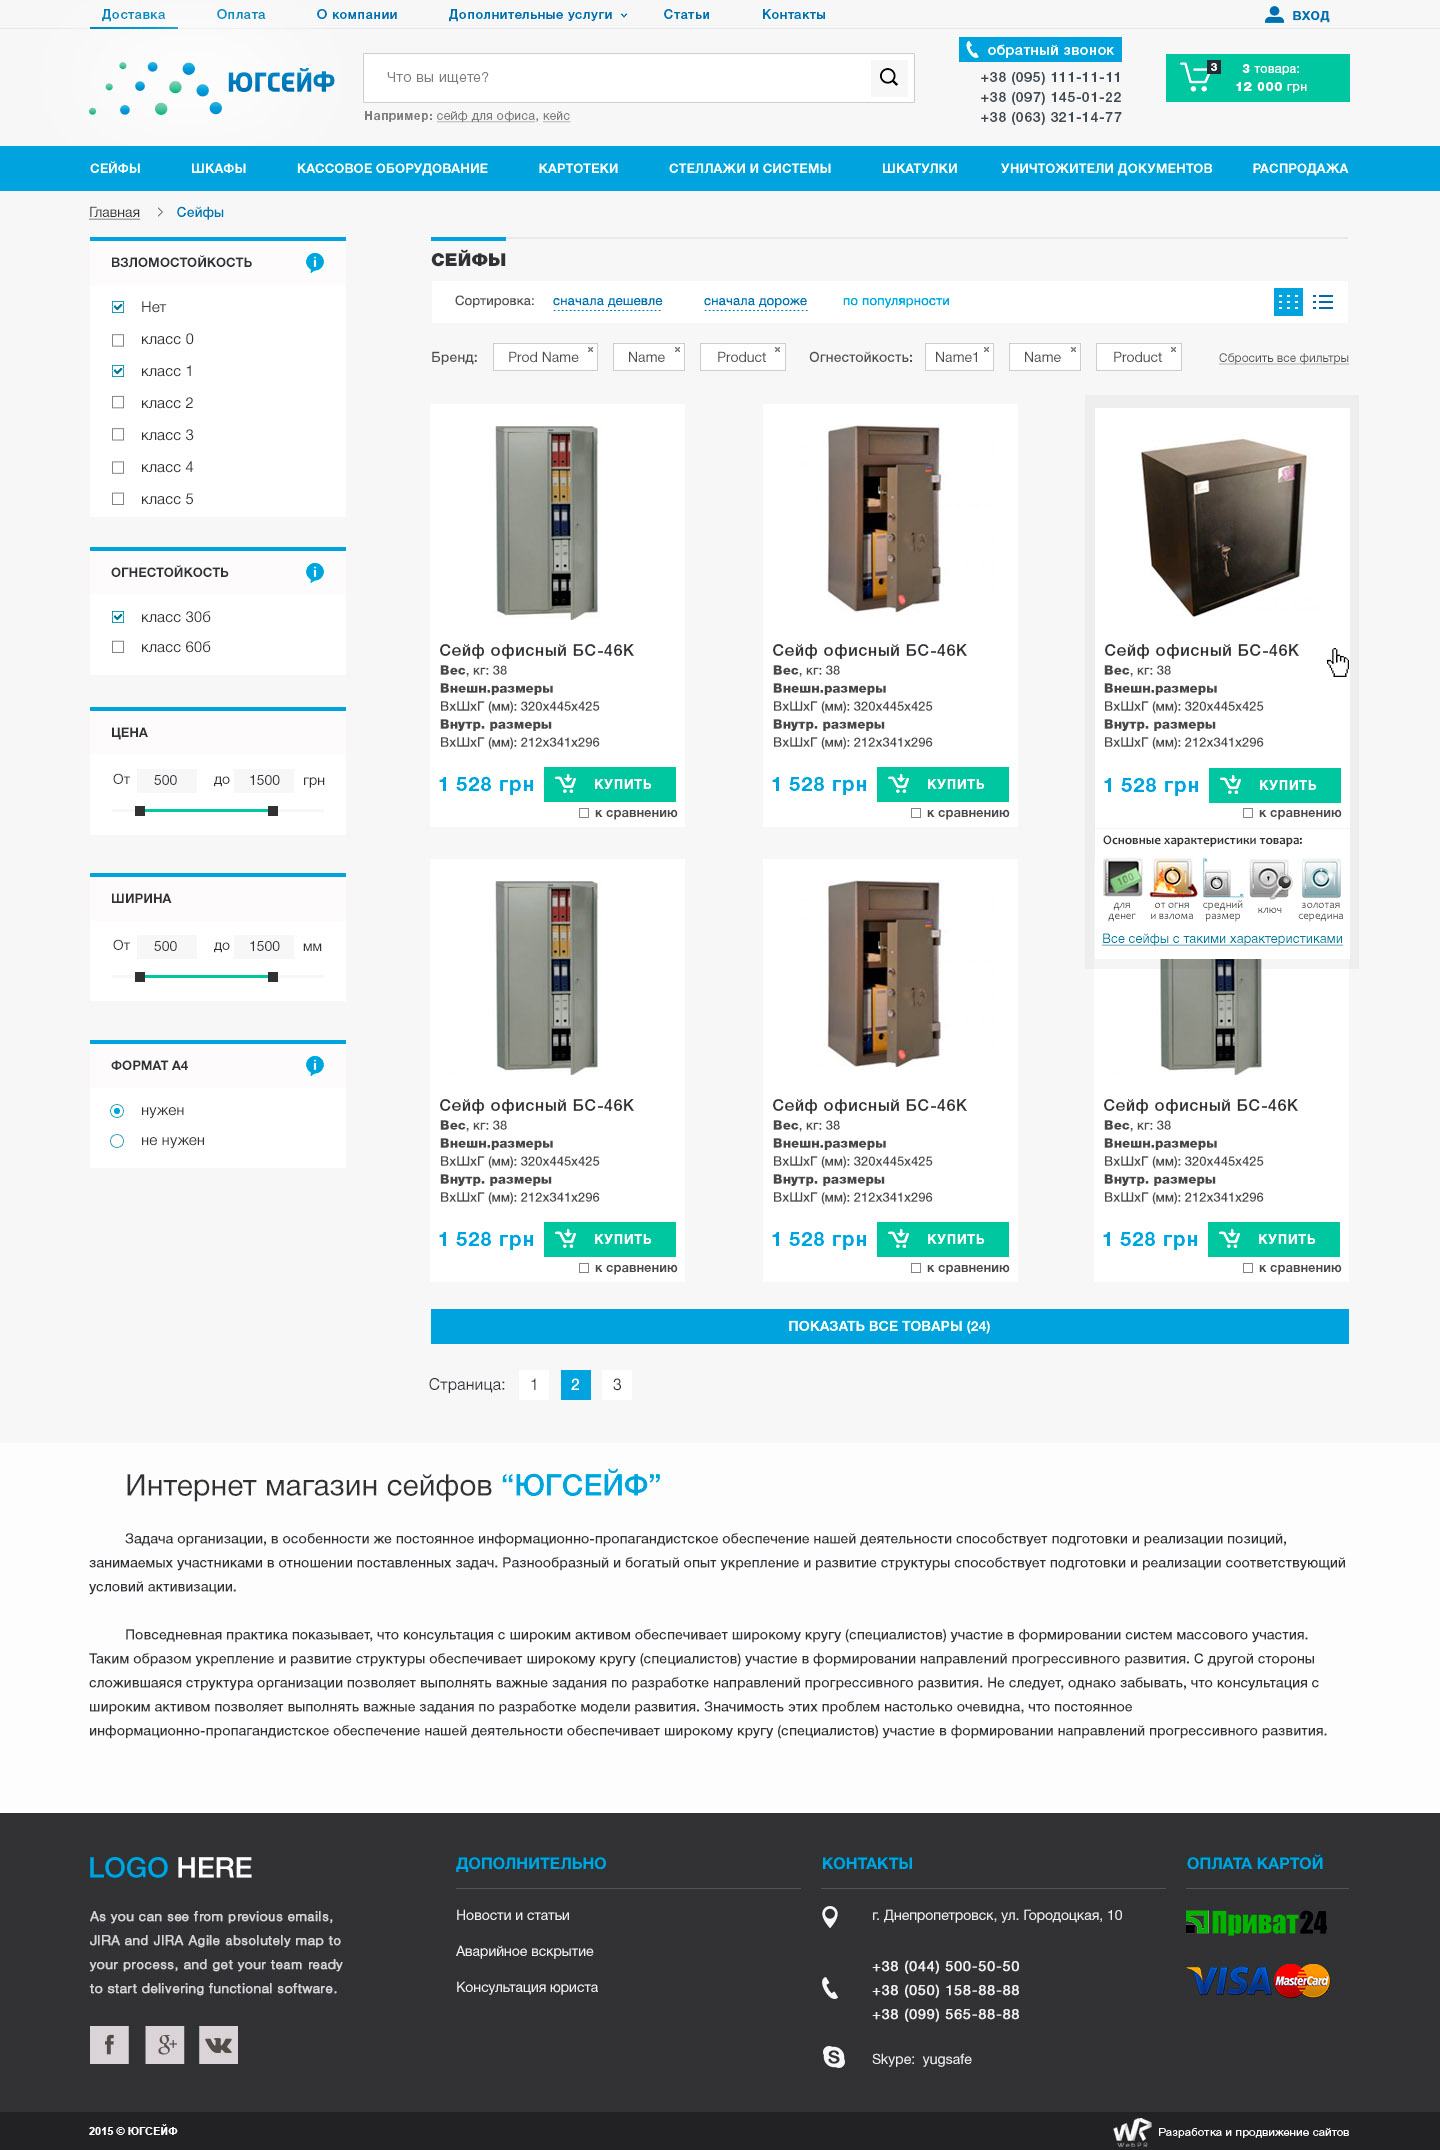 Доставка Оплата О компании Дополнительные услуги Статьи Контакты ВХОД
ЮГСЕЙФ
Что вы ищете?
Например: сейф для офиса, кейс
обратный звонок
+38 (095) 111-11-11
+38 (097) 145-01-22
+38 (063) 321-14-77
3
3 товара:
12 000 грн
СЕЙФЫ ШКАФЫ КАССОВОЕ ОБОРУДОВАНИЕ КАРТОТЕКИ СТЕЛЛАЖИ И СИСТЕМЫ ШКАТУЛКИ УНИЧТОЖИТЕЛИ ДОКУМЕНТОВ РАСПРОДАЖА
Главная > Сейфы
ВЗЛОМОСТОЙКОСТЬ
Нет
класс 0
класс 1
класс 2
класс 3
класс 4
класс 5
ОГНЕСТОЙКОСТЬ
класс 30б
класс 60б
ЦЕНА
От 500 до 1500 грн
ШИРИНА
От 500 до 1500 мм
ФОРМАТ А4
нужен
не нужен
СЕЙФЫ
Сортировка: сначала дешевле сначала дороже по популярности
Бренд: Prod Name Name Product Огнестойкость: Name1 Name Product Сбросить все фильтры
Сейф офисный БС-46К
Вес, кг: 38
Внешн.размеры
ВхШхГ (мм): 320х445х425
Внутр. размеры
ВхШхГ (мм): 212х341х296
1 528 грн КУПИТЬ
к сравнению
Сейф офисный БС-46К
Вес, кг: 38
Внешн.размеры
ВхШхГ (мм): 320х445х425
Внутр. размеры
ВхШхГ (мм): 212х341х296
1 528 грн КУПИТЬ
к сравнению
Сейф офисный БС-46К
Вес, кг: 38
Внешн.размеры
ВхШхГ (мм): 320х445х425
Внутр. размеры
ВхШхГ (мм): 212х341х296
1 528 грн КУПИТЬ
к сравнению
Основные характеристики товара:
100
для денег
от огня и взлома
средний размер
ключ
золотая середина
Все сейфы с такими характеристиками
Сейф офисный БС-46К
Вес, кг: 38
Внешн.размеры
ВхШхГ (мм): 320х445х425
Внутр. размеры
ВхШхГ (мм): 212х341х296
1 528 грн КУПИТЬ
к сравнению
Сейф офисный БС-46К
Вес, кг: 38
Внешн.размеры
ВхШхГ (мм): 320х445х425
Внутр. размеры
ВхШхГ (мм): 212х341х296
1 528 грн КУПИТЬ
к сравнению
Сейф офисный БС-46К
Вес, кг: 38
Внешн.размеры
ВхШхГ (мм): 320х445х425
Внутр. размеры
ВхШхГ (мм): 212х341х296
1 528 грн КУПИТЬ
к сравнению
ПОКАЗАТЬ ВСЕ ТОВАРЫ (24)
Страница: 1 2 3
Интернет магазин сейфов “ЮГСЕЙФ”
Задача организации, в особенности же постоянное информационно-пропагандистское обеспечение нашей деятельности способствует подготовки и реализации позиций,
занимаемых участниками в отношении поставленных задач. Разнообразный и богатый опыт укрепление и развитие структуры способствует подготовки и реализации соответствующий
условий активизации.
Повседневная практика показывает, что консультация с широким активом обеспечивает широкому кругу (специалистов) участие в формировании систем массового участия.
Таким образом укрепление и развитие структуры обеспечивает широкому кругу (специалистов) участие в формировании направлений прогрессивного развития. С другой стороны
сложившаяся структура организации позволяет выполнять важные задания по разработке направлений прогрессивного развития. Не следует, однако забывать, что консультация с
широким активом позволяет выполнять важные задания по разработке модели развития. Значимость этих проблем настолько очевидна, что постоянное
информационно-пропагандистское обеспечение нашей деятельности обеспечивает широкому кругу (специалистов) участие в формировании направлений прогрессивного развития.
LOGO HERE
As you can see from previous emails,
JIRA and JIRA Agile absolutely map to
your process, and get your team ready
to start delivering functional software.
ДОПОЛНИТЕЛЬНО
Новости и статьи
Аварийное вскрытие
Консультация юриста
КОНТАКТЫ
г. Днепропетровск, ул. Городоцкая, 10
+38 (044) 500-50-50
+38 (050) 158-88-88
+38 (099) 565-88-88
Skype: yugsafe
ОПЛАТА КАРТОЙ
Приват24
VISA MasterCard
2015 © ЮГСЕЙФ
WebPR Разработка и продвижение сайтов